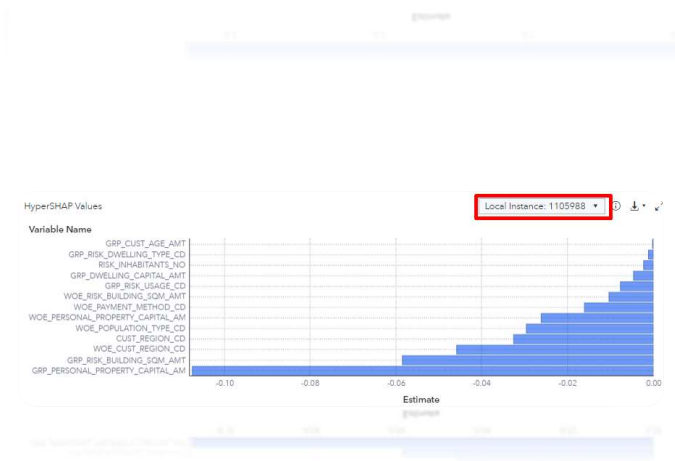 HyperSHAP Values
Local Instance: 1105988
Variable Name
GRP_CUST_AGE_AMT
GRP_RISK_DWELLING_TYPE_CD
RISK_INHABITANTS_NO
GRP_DWELLING_CAPITAL_AMT
GRP_RISK_USAGE_CD
WOE_RISK_BUILDING_SQM_AMT
WOE_PAYMENT_METHOD_CD
WOE_PERSONAL_PROPERTY_CAPITAL_AM
WOE_POPULATION_TYPE_CD
CUST_REGION_CD
WOE_CUST_REGION_CD
GRP_RISK_BUILDING_SQM_AMT
GRP_PERSONAL_PROPERTY_CAPITAL_AM
-0.10 -0.08 -0.06 -0.04 -0.02 0.00
Estimate